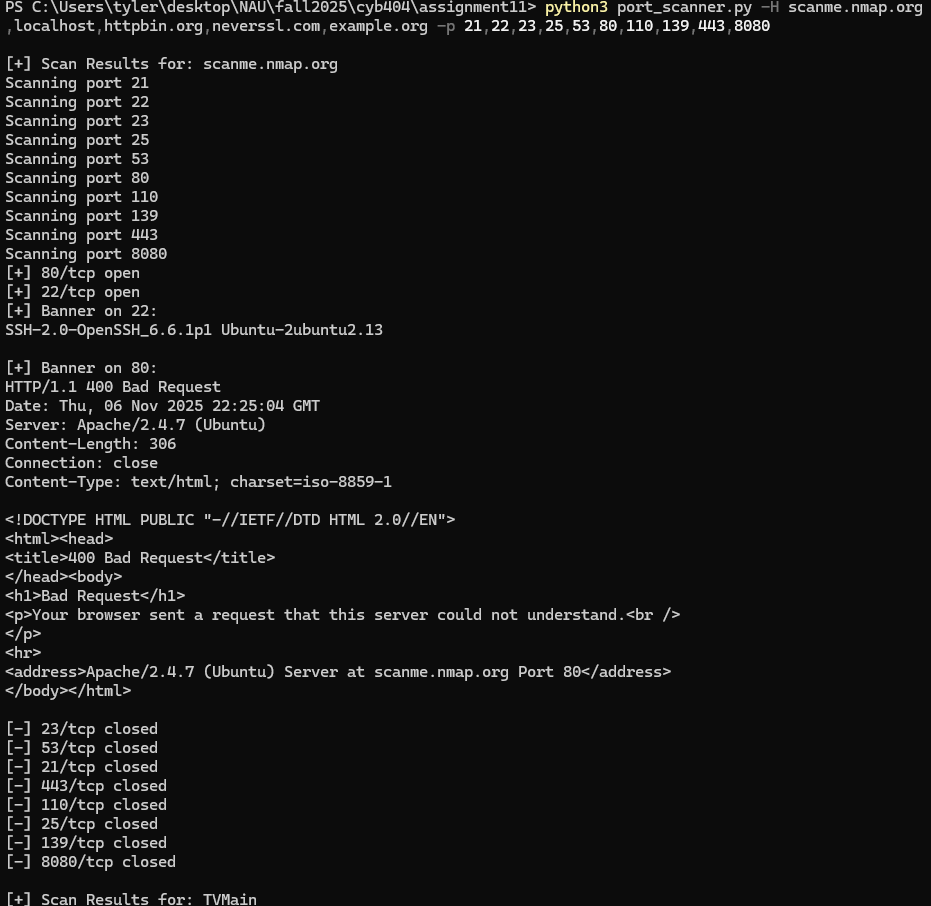 PS C:\Users\tyler\desktop\NAU\fall2025\cyb404\assignment11> python3 port_scanner.py -H scanme.nmap.org
,localhost,httpbin.org,neverssl.com,example.org -p 21,22,23,25,53,80,110,139,443,8080
[+] Scan Results for: scanme.nmap.org
Scanning port 21
Scanning port 22
Scanning port 23
Scanning port 25
Scanning port 53
Scanning port 80
Scanning port 110
Scanning port 139
Scanning port 443
Scanning port 8080
[+] 80/tcp open
[+] 22/tcp open
[+] Banner on 22:
SSH-2.0-OpenSSH_6.6.1p1 Ubuntu-2ubuntu2.13
[+] Banner on 80:
HTTP/1.1 400 Bad Request
Date: Thu, 06 Nov 2025 22:25:04 GMT
Server: Apache/2.4.7 (Ubuntu)
Content-Length: 306
Connection: close
Content-Type: text/html; charset=iso-8859-1
<!DOCTYPE HTML PUBLIC "-//IETF//DTD HTML 2.0//EN">
<html><head>
<title>400 Bad Request</title>
</head><body>
<h1>Bad Request</h1>
<p>Your browser sent a request that this server could not understand.<br />
</p>
<hr>
<address>Apache/2.4.7 (Ubuntu) Server at scanme.nmap.org Port 80</address>
</body></html>
[-] 23/tcp closed
[-] 53/tcp closed
[-] 21/tcp closed
[-] 443/tcp closed
[-] 110/tcp closed
[-] 25/tcp closed
[-] 139/tcp closed
[-] 8080/tcp closed
[+] Scan Results for: TVMain